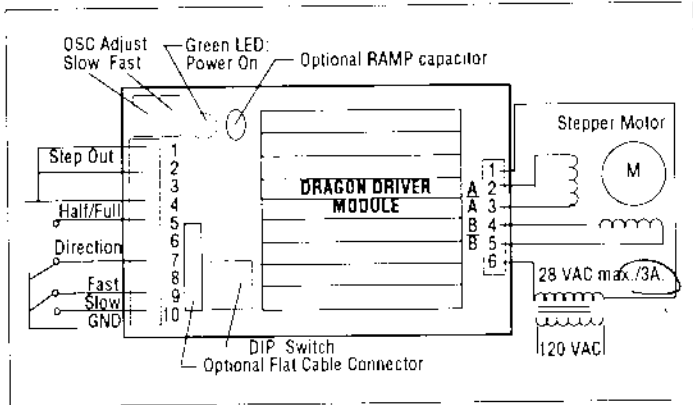 OSC Adjust
Slow Fast
Green LED:
Power On
Optional RAMP capacitor
Step Out
Half/Full
Direction
Fast
Slow
GND
1
2
3
4
5
6
7
8
9
10
DRAGON DRIVER
MODULE
A
A
B
B
1
2
3
4
5
6
Stepper Motor
M
28 VAC max./3A.
120 VAC
DIP Switch
Optional Flat Cable Connector